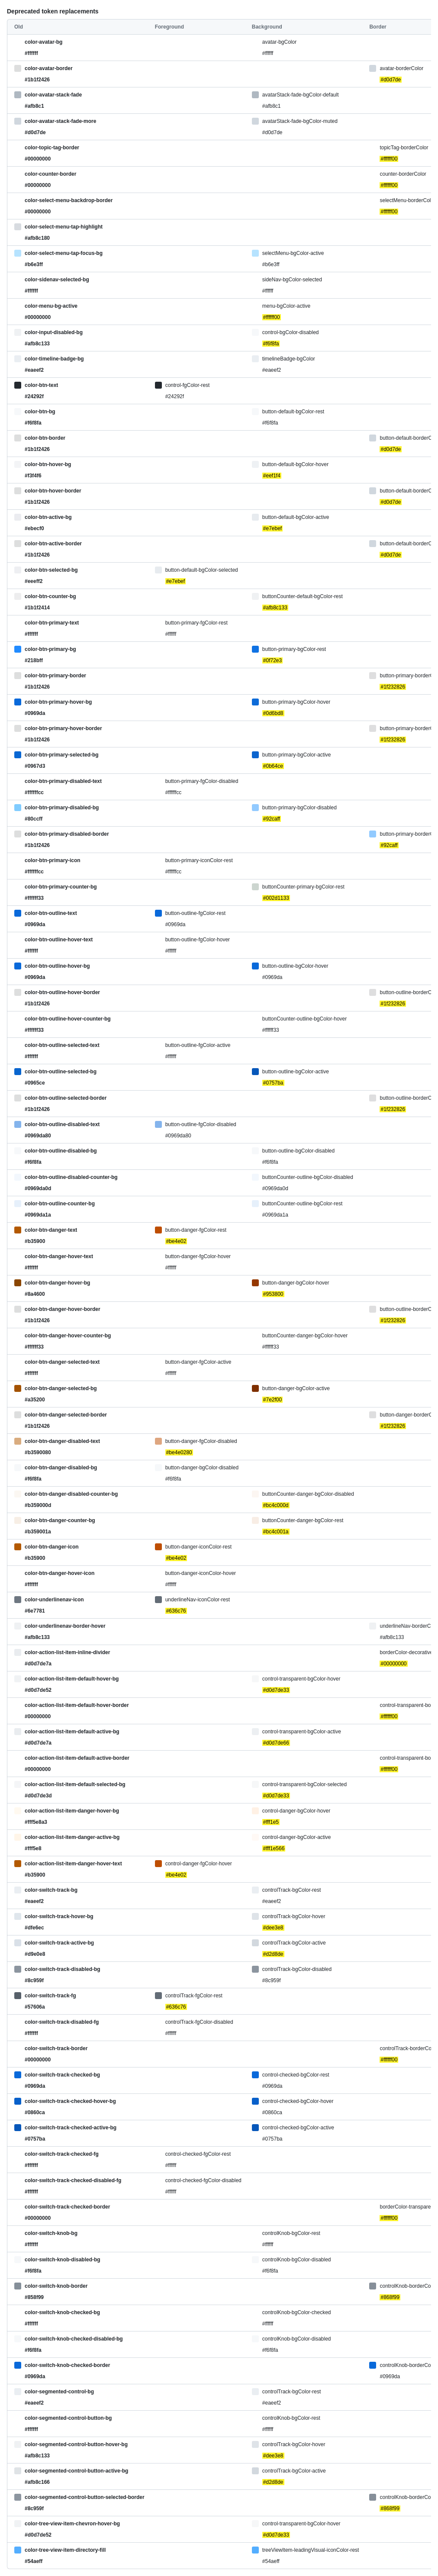 Deprecated token replacements
Old Foreground Background Border
color-avatar-bg avatar-bgColor
#ffffff #ffffff
color-avatar-border avatar-borderColor
#1b1f2426 #d0d7de
color-avatar-stack-fade avatarStack-fade-bgColor-default
#afb8c1 #afb8c1
color-avatar-stack-fade-more avatarStack-fade-bgColor-muted
#d0d7de #d0d7de
color-topic-tag-border topicTag-borderColor
#00000000 #ffffff00
color-counter-border counter-borderColor
#00000000 #ffffff00
color-select-menu-backdrop-border selectMenu-borderCol
#00000000 #ffffff00
color-select-menu-tap-highlight
#afb8c180
color-select-menu-tap-focus-bg selectMenu-bgColor-active
#b6e3ff #b6e3ff
color-sidenav-selected-bg sideNav-bgColor-selected
#ffffff #ffffff
color-menu-bg-active menu-bgColor-active
#00000000 #ffffff00
color-input-disabled-bg control-bgColor-disabled
#afb8c133 #f6f8fa
color-timeline-badge-bg timelineBadge-bgColor
#eaeef2 #eaeef2
color-btn-text control-fgColor-rest
#24292f #24292f
color-btn-bg button-default-bgColor-rest
#f6f8fa #f6f8fa
color-btn-border button-default-borderC
#1b1f2426 #d0d7de
color-btn-hover-bg button-default-bgColor-hover
#f3f4f6 #eef1f4
color-btn-hover-border button-default-borderC
#1b1f2426 #d0d7de
color-btn-active-bg button-default-bgColor-active
#ebecf0 #e7ebef
color-btn-active-border button-default-borderC
#1b1f2426 #d0d7de
color-btn-selected-bg button-default-bgColor-selected
#eeeff2 #e7ebef
color-btn-counter-bg buttonCounter-default-bgColor-rest
#1b1f2414 #afb8c133
color-btn-primary-text button-primary-fgColor-rest
#ffffff #ffffff
color-btn-primary-bg button-primary-bgColor-rest
#218bff #0f72e3
color-btn-primary-border button-primary-border
#1b1f2426 #1f232826
color-btn-primary-hover-bg button-primary-bgColor-hover
#0969da #0d6bd8
color-btn-primary-hover-border button-primary-border
#1b1f2426 #1f232826
color-btn-primary-selected-bg button-primary-bgColor-active
#0967d3 #0b64ce
color-btn-primary-disabled-text button-primary-fgColor-disabled
#ffffffcc #ffffffcc
color-btn-primary-disabled-bg button-primary-bgColor-disabled
#80ccff #92caff
color-btn-primary-disabled-border button-primary-border
#1b1f2426 #92caff
color-btn-primary-icon button-primary-iconColor-rest
#ffffffcc #ffffffcc
color-btn-primary-counter-bg buttonCounter-primary-bgColor-rest
#ffffff33 #002d1133
color-btn-outline-text button-outline-fgColor-rest
#0969da #0969da
color-btn-outline-hover-text button-outline-fgColor-hover
#ffffff #ffffff
color-btn-outline-hover-bg button-outline-bgColor-hover
#0969da #0969da
color-btn-outline-hover-border button-outline-borderC
#1b1f2426 #1f232826
color-btn-outline-hover-counter-bg buttonCounter-outline-bgColor-hover
#ffffff33 #ffffff33
color-btn-outline-selected-text button-outline-fgColor-active
#ffffff #ffffff
color-btn-outline-selected-bg button-outline-bgColor-active
#0965ce #0757ba
color-btn-outline-selected-border button-outline-borderC
#1b1f2426 #1f232826
color-btn-outline-disabled-text button-outline-fgColor-disabled
#0969da80 #0969da80
color-btn-outline-disabled-bg button-outline-bgColor-disabled
#f6f8fa #f6f8fa
color-btn-outline-disabled-counter-bg buttonCounter-outline-bgColor-disabled
#0969da0d #0969da0d
color-btn-outline-counter-bg buttonCounter-outline-bgColor-rest
#0969da1a #0969da1a
color-btn-danger-text button-danger-fgColor-rest
#b35900 #be4e02
color-btn-danger-hover-text button-danger-fgColor-hover
#ffffff #ffffff
color-btn-danger-hover-bg button-danger-bgColor-hover
#8a4600 #953800
color-btn-danger-hover-border button-outline-borderC
#1b1f2426 #1f232826
color-btn-danger-hover-counter-bg buttonCounter-danger-bgColor-hover
#ffffff33 #ffffff33
color-btn-danger-selected-text button-danger-fgColor-active
#ffffff #ffffff
color-btn-danger-selected-bg button-danger-bgColor-active
#a35200 #7e2f00
color-btn-danger-selected-border button-danger-borderC
#1b1f2426 #1f232826
color-btn-danger-disabled-text button-danger-fgColor-disabled
#b3590080 #be4e0280
color-btn-danger-disabled-bg button-danger-bgColor-disabled
#f6f8fa #f6f8fa
color-btn-danger-disabled-counter-bg buttonCounter-danger-bgColor-disabled
#b359000d #bc4c000d
color-btn-danger-counter-bg buttonCounter-danger-bgColor-rest
#b359001a #bc4c001a
color-btn-danger-icon button-danger-iconColor-rest
#b35900 #be4e02
color-btn-danger-hover-icon button-danger-iconColor-hover
#ffffff #ffffff
color-underlinenav-icon underlineNav-iconColor-rest
#6e7781 #636c76
color-underlinenav-border-hover underlineNav-borderC
#afb8c133 #afb8c133
color-action-list-item-inline-divider borderColor-decorative
#d0d7de7a #00000000
color-action-list-item-default-hover-bg control-transparent-bgColor-hover
#d0d7de52 #d0d7de33
color-action-list-item-default-hover-border control-transparent-bo
#00000000 #ffffff00
color-action-list-item-default-active-bg control-transparent-bgColor-active
#d0d7de7a #d0d7de66
color-action-list-item-default-active-border control-transparent-bo
#00000000 #ffffff00
color-action-list-item-default-selected-bg control-transparent-bgColor-selected
#d0d7de3d #d0d7de33
color-action-list-item-danger-hover-bg control-danger-bgColor-hover
#fff5e8a3 #fff1e5
color-action-list-item-danger-active-bg control-danger-bgColor-active
#fff5e8 #fff1e566
color-action-list-item-danger-hover-text control-danger-fgColor-hover
#b35900 #be4e02
color-switch-track-bg controlTrack-bgColor-rest
#eaeef2 #eaeef2
color-switch-track-hover-bg controlTrack-bgColor-hover
#dfe6ec #dee3e8
color-switch-track-active-bg controlTrack-bgColor-active
#d9e0e8 #d2d8de
color-switch-track-disabled-bg controlTrack-bgColor-disabled
#8c959f #8c959f
color-switch-track-fg controlTrack-fgColor-rest
#57606a #636c76
color-switch-track-disabled-fg controlTrack-fgColor-disabled
#ffffff #ffffff
color-switch-track-border controlTrack-borderCo
#00000000 #ffffff00
color-switch-track-checked-bg control-checked-bgColor-rest
#0969da #0969da
color-switch-track-checked-hover-bg control-checked-bgColor-hover
#0860ca #0860ca
color-switch-track-checked-active-bg control-checked-bgColor-active
#0757ba #0757ba
color-switch-track-checked-fg control-checked-fgColor-rest
#ffffff #ffffff
color-switch-track-checked-disabled-fg control-checked-fgColor-disabled
#ffffff #ffffff
color-switch-track-checked-border borderColor-transpare
#00000000 #ffffff00
color-switch-knob-bg controlKnob-bgColor-rest
#ffffff #ffffff
color-switch-knob-disabled-bg controlKnob-bgColor-disabled
#f6f8fa #f6f8fa
color-switch-knob-border controlKnob-borderCo
#858f99 #868f99
color-switch-knob-checked-bg controlKnob-bgColor-checked
#ffffff #ffffff
color-switch-knob-checked-disabled-bg controlKnob-bgColor-disabled
#f6f8fa #f6f8fa
color-switch-knob-checked-border controlKnob-borderCo
#0969da #0969da
color-segmented-control-bg controlTrack-bgColor-rest
#eaeef2 #eaeef2
color-segmented-control-button-bg controlKnob-bgColor-rest
#ffffff #ffffff
color-segmented-control-button-hover-bg controlTrack-bgColor-hover
#afb8c133 #dee3e8
color-segmented-control-button-active-bg controlTrack-bgColor-active
#afb8c166 #d2d8de
color-segmented-control-button-selected-border controlKnob-borderCo
#8c959f #868f99
color-tree-view-item-chevron-hover-bg control-transparent-bgColor-hover
#d0d7de52 #d0d7de33
color-tree-view-item-directory-fill treeViewItem-leadingVisual-iconColor-rest
#54aeff #54aeff